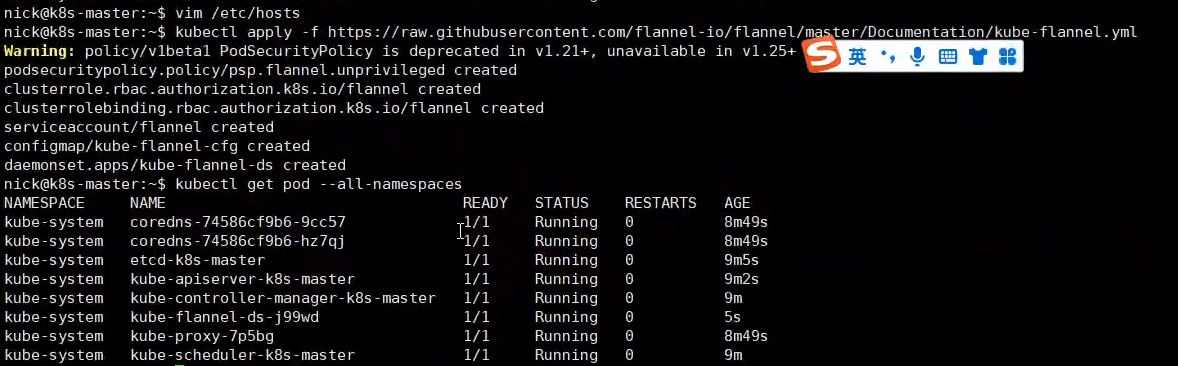 nick@k8s-master:~$ vim /etc/hosts
nick@k8s-master:~$ kubectl apply -f https://raw.githubusercontent.com/flannel-io/flannel/master/Documentation/kube-flannel.yml
Warning: policy/v1beta1 PodSecurityPolicy is deprecated in v1.21+, unavailable in v1.25+
S 英
podsecuritypolicy.policy/psp.flannel.unprivileged created
clusterrole.rbac.authorization.k8s.io/flannel created
clusterrolebinding.rbac.authorization.k8s.io/flannel created
serviceaccount/flannel created
configmap/kube-flannel-cfg created
daemonset.apps/kube-flannel-ds created
nick@k8s-master:~$ kubectl get pod --all-namespaces
NAMESPACE NAME READY STATUS RESTARTS AGE
kube-system coredns-74586cf9b6-9cc57 1/1 Running 0 8m49s
kube-system coredns-74586cf9b6-hz7qj 1/1 Running 0 8m49s
kube-system etcd-k8s-master 1/1 Running 0 9m5s
kube-system kube-apiserver-k8s-master 1/1 Running 0 9m2s
kube-system kube-controller-manager-k8s-master 1/1 Running 0 9m
kube-system kube-flannel-ds-j99wd 1/1 Running 0 5s
kube-system kube-proxy-7p5bg 1/1 Running 0 8m49s
kube-system kube-scheduler-k8s-master 1/1 Running 0 9m